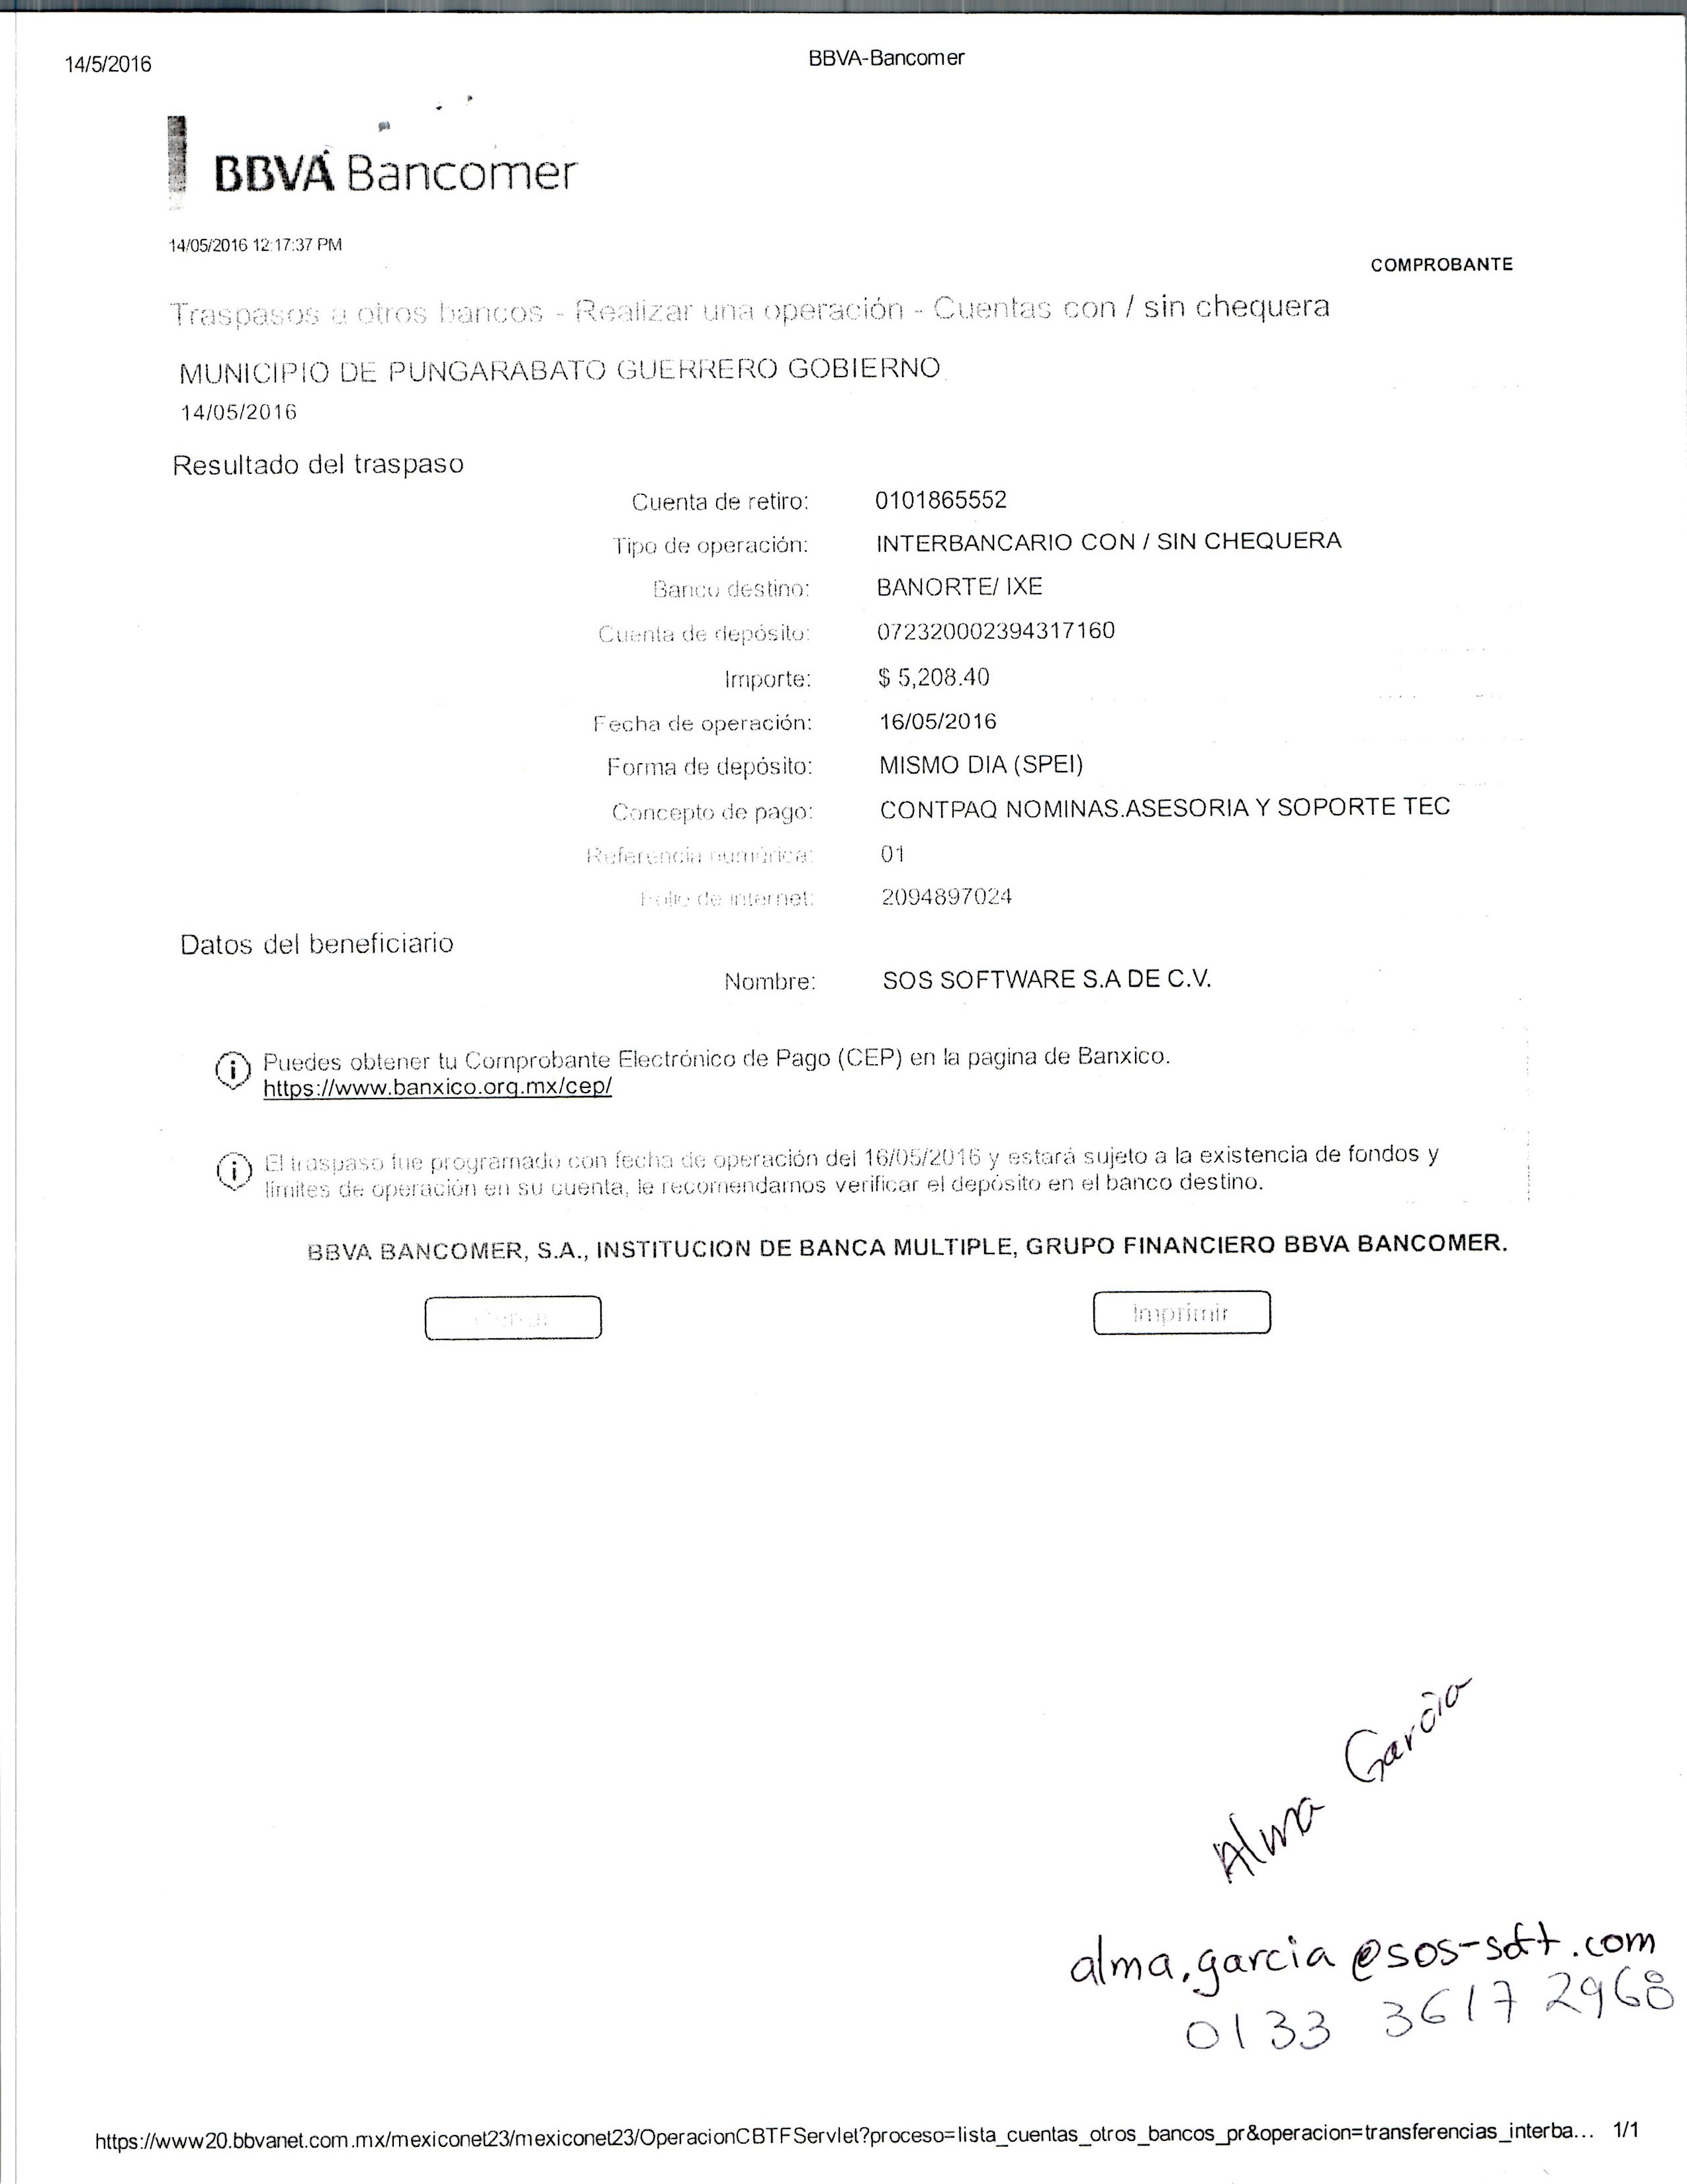 14/5/2016
BBVA-Bancomer
BBVA Bancomer
14/05/2016 12:17:37 PM
COMPROBANTE
Traspasos a otros bancos - Realizar una operación - Cuentas con / sin chequera
MUNICIPIO DE PUNGARABATO GUERRERO GOBIERNO
14/05/2016
Resultado del traspaso
Cuenta de retiro: 0101865552
Tipo de operación: INTERBANCARIO CON / SIN CHEQUERA
Banco destino: BANORTE/ IXE
Cuenta de depósito: 072320002394317160
Importe: $ 5,208.40
Fecha de operación: 16/05/2016
Forma de depósito: MISMO DIA (SPEI)
Concepto de pago: CONTPAQ NOMINAS.ASESORIA Y SOPORTE TEC
Referencia numérica: 01
Folio de internet: 2094897024
Datos del beneficiario
Nombre: SOS SOFTWARE S.A DE C.V.
Puedes obtener tu Comprobante Electrónico de Pago (CEP) en la pagina de Banxico.
https://www.banxico.org.mx/cep/
El traspaso fue programado con fecha de operación del 16/05/2016 y estará sujeto a la existencia de fondos y
límites de operación en su cuenta, le recomendamos verificar el depósito en el banco destino.
BBVA BANCOMER, S.A., INSTITUCION DE BANCA MULTIPLE, GRUPO FINANCIERO BBVA BANCOMER.
Imprimir
Alma Garcia
alma.garcia@sos-soft.com
0133 3617 2968
https://www20.bbvanet.com.mx/mexiconet23/mexiconet23/OperacionCBTFServlet?proceso=lista_cuentas_otros_bancos_pr&operacion=transferencias_interba... 1/1